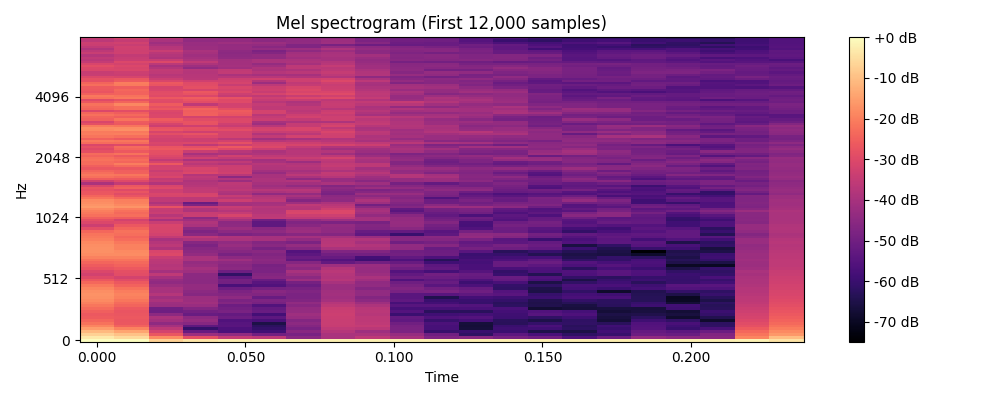 Mel spectrogram (First 12,000 samples)
Hz
4096
2048
1024
512
0
0.000 0.050 0.100 0.150 0.200
Time
+0 dB
-10 dB
-20 dB
-30 dB
-40 dB
-50 dB
-60 dB
-70 dB